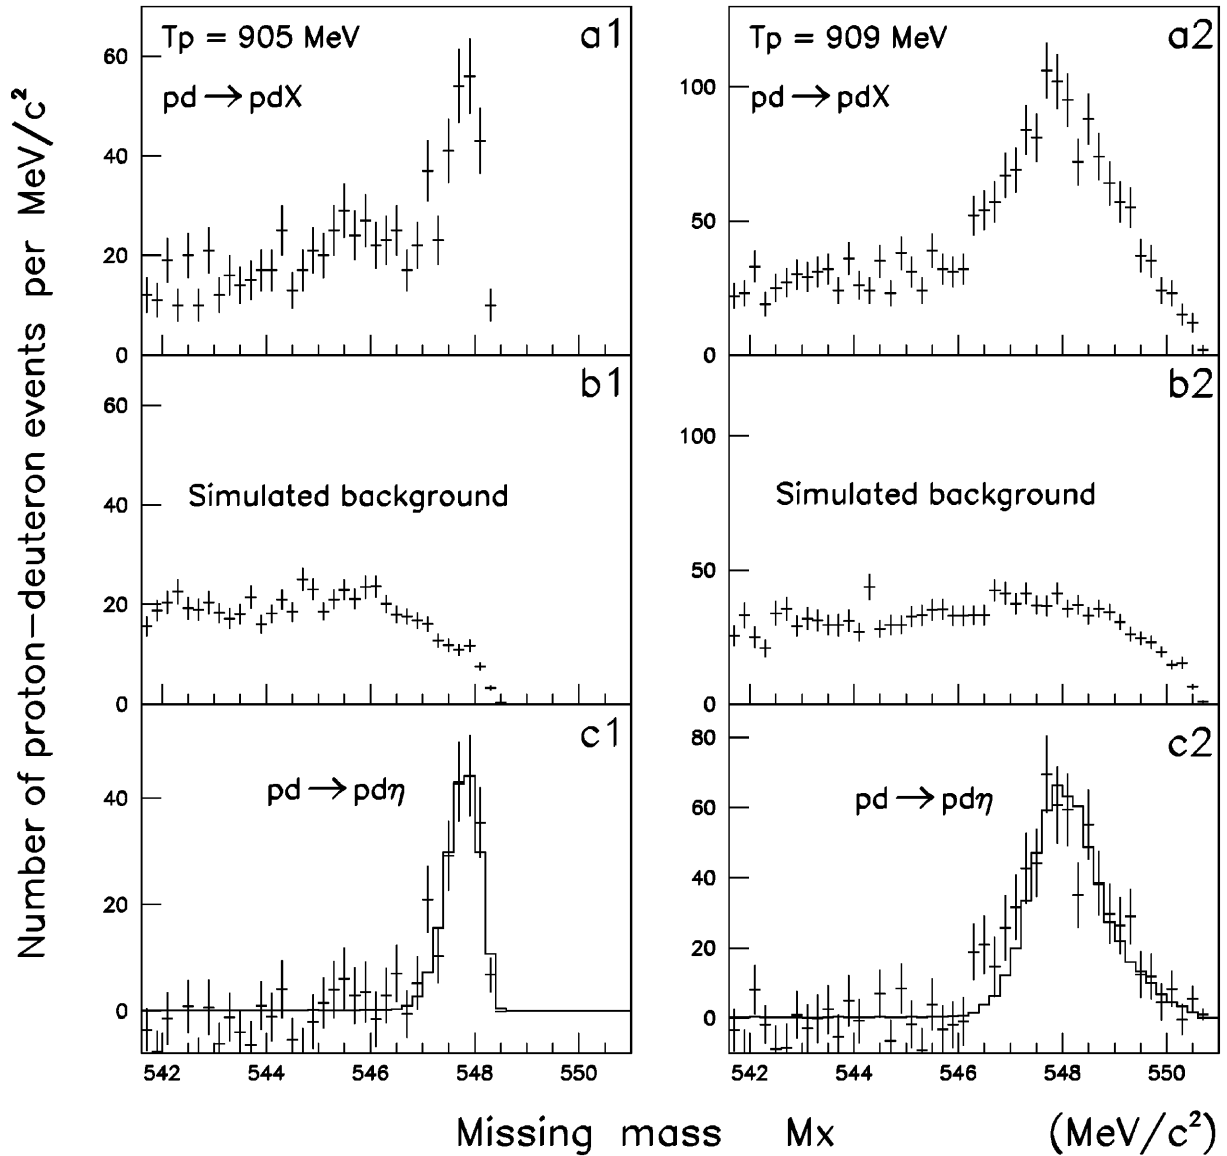 Number of proton-deuteron events per MeV/c²
Tp = 905 MeV
a1
pd → pdX
60
40
20
0
Tp = 909 MeV
a2
pd → pdX
100
50
0
b1
60
Simulated background
40
20
0
b2
100
Simulated background
50
0
c1
pd → pdη
40
20
0
542 544 546 548 550
c2
80
pd → pdη
60
40
20
0
542 544 546 548 550
Missing mass Mx (MeV/c²)